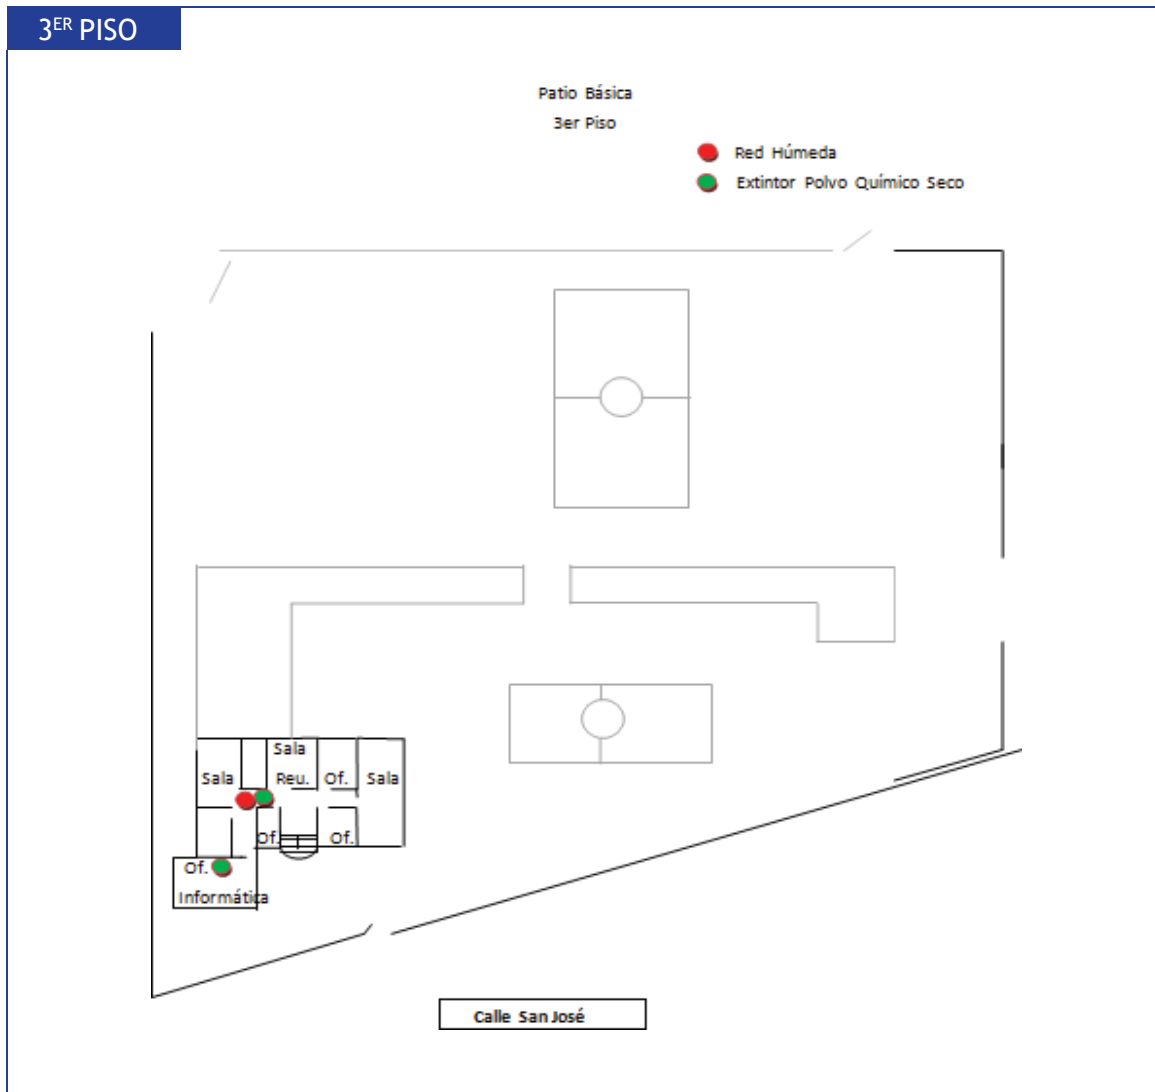 3ER PISO
Patio Básica
3er Piso
Red Húmeda
Extintor Polvo Químico Seco
Sala
Sala Reu. Of. Sala
Of. Of.
Of.
Informática
Calle San José